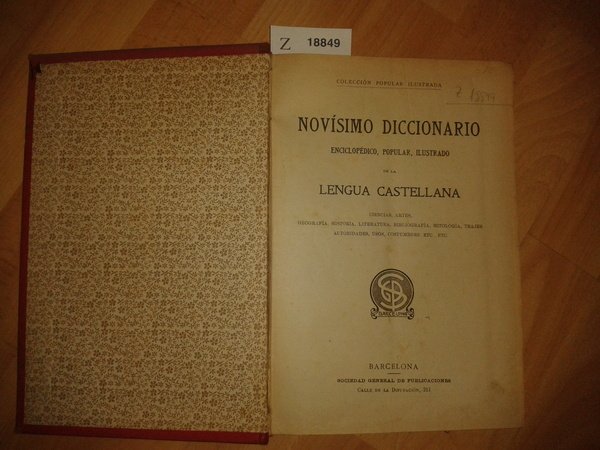 Z 18849
COLECCIÓN POPULAR ILUSTRADA
Z 18849
NOVÍSIMO DICCIONARIO
ENCICLOPÉDICO, POPULAR, ILUSTRADO
DE LA
LENGUA CASTELLANA
CIENCIAS, ARTES,
GEOGRAFÍA, HISTORIA, LITERATURA, BIBLIOGRAFÍA, MITOLOGÍA, TRAJES
AUTORIDADES, USOS, COSTUMBRES, ETC., ETC.
BARCELONA
SOCIEDAD GENERAL DE PUBLICACIONES
CALLE DE LA DIPUTACIÓN, 211